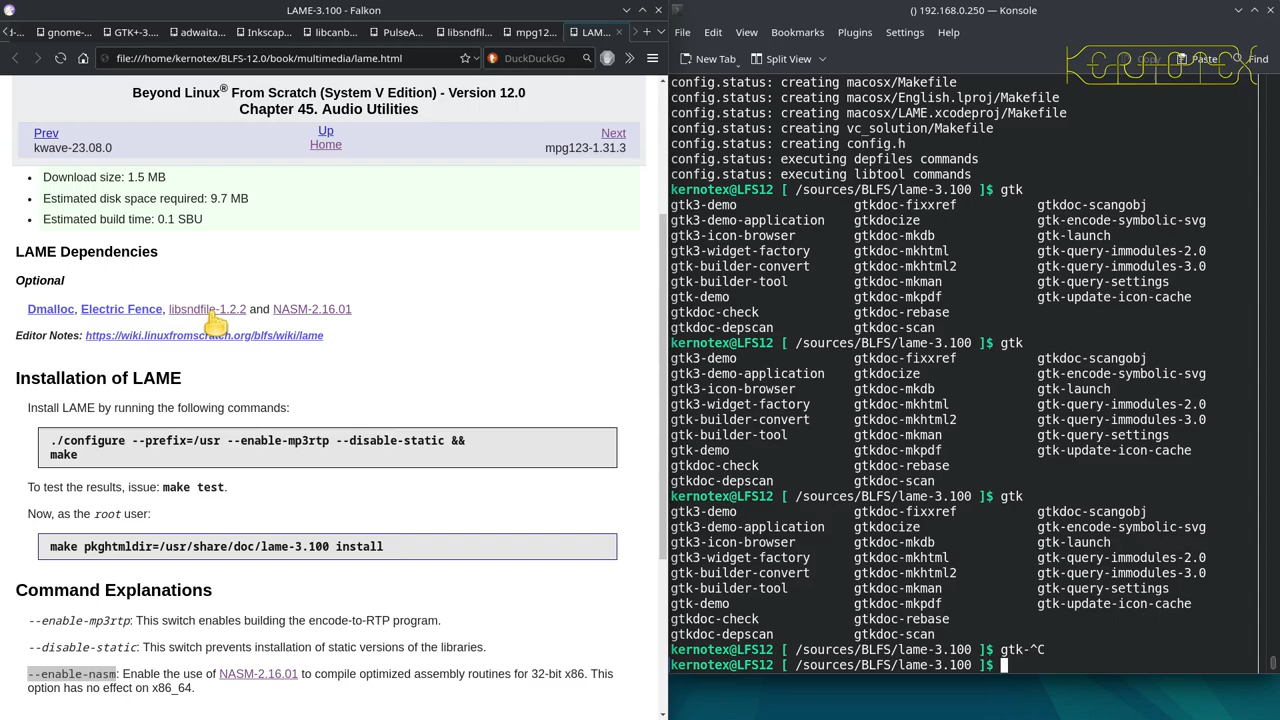 LAME-3.100 - Falkon
d-...
gnome-...
GTK+-3...
adwaita...
Inkscap...
libcanb...
PulseA...
libsndfil...
mpg12...
LAM...
file:///home/kernotex/BLFS-12.0/book/multimedia/lame.html
DuckDuckGo
Beyond Linux® From Scratch (System V Edition) - Version 12.0
Chapter 45. Audio Utilities
Prev
Up
Next
kwave-23.08.0
Home
mpg123-1.31.3
• Download size: 1.5 MB
• Estimated disk space required: 9.7 MB
• Estimated build time: 0.1 SBU
LAME Dependencies
Optional
Dmalloc, Electric Fence, libsndfile-1.2.2 and NASM-2.16.01
Editor Notes: https://wiki.linuxfromscratch.org/blfs/wiki/lame
Installation of LAME
Install LAME by running the following commands:
./configure --prefix=/usr --enable-mp3rtp --disable-static &&
make
To test the results, issue: make test.
Now, as the root user:
make pkghtmldir=/usr/share/doc/lame-3.100 install
Command Explanations
--enable-mp3rtp: This switch enables building the encode-to-RTP program.
--disable-static: This switch prevents installation of static versions of the libraries.
--enable-nasm: Enable the use of NASM-2.16.01 to compile optimized assembly routines for 32-bit x86. This
option has no effect on x86_64.
() 192.168.0.250 — Konsole
File Edit View Bookmarks Plugins Settings Help
New Tab Split View Copy Paste Find
KERNOTEX
config.status: creating macosx/Makefile
config.status: creating macosx/English.lproj/Makefile
config.status: creating macosx/LAME.xcodeproj/Makefile
config.status: creating vc_solution/Makefile
config.status: creating config.h
config.status: executing depfiles commands
config.status: executing libtool commands
kernotex@LFS12 [ /sources/BLFS/lame-3.100 ]$ gtk
gtk3-demo gtkdoc-fixxref gtkdoc-scangobj
gtk3-demo-application gtkdocize gtk-encode-symbolic-svg
gtk3-icon-browser gtkdoc-mkdb gtk-launch
gtk3-widget-factory gtkdoc-mkhtml gtk-query-immodules-2.0
gtk-builder-convert gtkdoc-mkhtml2 gtk-query-immodules-3.0
gtk-builder-tool gtkdoc-mkman gtk-query-settings
gtk-demo gtkdoc-mkpdf gtk-update-icon-cache
gtkdoc-check gtkdoc-rebase
gtkdoc-depscan gtkdoc-scan
kernotex@LFS12 [ /sources/BLFS/lame-3.100 ]$ gtk
gtk3-demo gtkdoc-fixxref gtkdoc-scangobj
gtk3-demo-application gtkdocize gtk-encode-symbolic-svg
gtk3-icon-browser gtkdoc-mkdb gtk-launch
gtk3-widget-factory gtkdoc-mkhtml gtk-query-immodules-2.0
gtk-builder-convert gtkdoc-mkhtml2 gtk-query-immodules-3.0
gtk-builder-tool gtkdoc-mkman gtk-query-settings
gtk-demo gtkdoc-mkpdf gtk-update-icon-cache
gtkdoc-check gtkdoc-rebase
gtkdoc-depscan gtkdoc-scan
kernotex@LFS12 [ /sources/BLFS/lame-3.100 ]$ gtk
gtk3-demo gtkdoc-fixxref gtkdoc-scangobj
gtk3-demo-application gtkdocize gtk-encode-symbolic-svg
gtk3-icon-browser gtkdoc-mkdb gtk-launch
gtk3-widget-factory gtkdoc-mkhtml gtk-query-immodules-2.0
gtk-builder-convert gtkdoc-mkhtml2 gtk-query-immodules-3.0
gtk-builder-tool gtkdoc-mkman gtk-query-settings
gtk-demo gtkdoc-mkpdf gtk-update-icon-cache
gtkdoc-check gtkdoc-rebase
gtkdoc-depscan gtkdoc-scan
kernotex@LFS12 [ /sources/BLFS/lame-3.100 ]$ gtk-^C
kernotex@LFS12 [ /sources/BLFS/lame-3.100 ]$